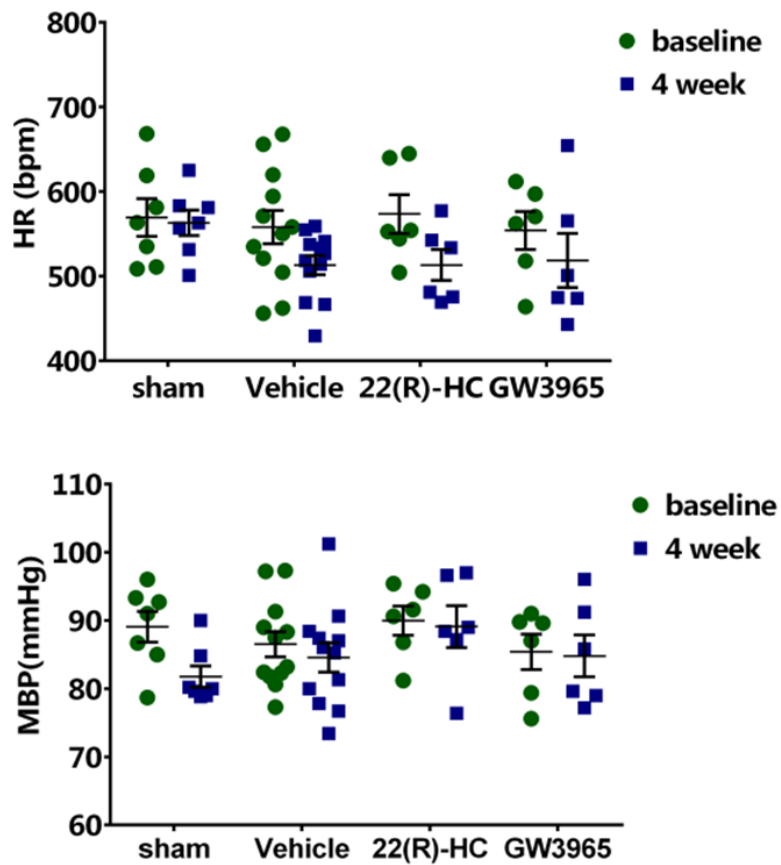 800
700
600
500
400
HR (bpm)
baseline
4 week
sham Vehicle 22(R)-HC GW3965
110
100
90
80
70
60
MBP(mmHg)
baseline
4 week
sham Vehicle 22(R)-HC GW3965